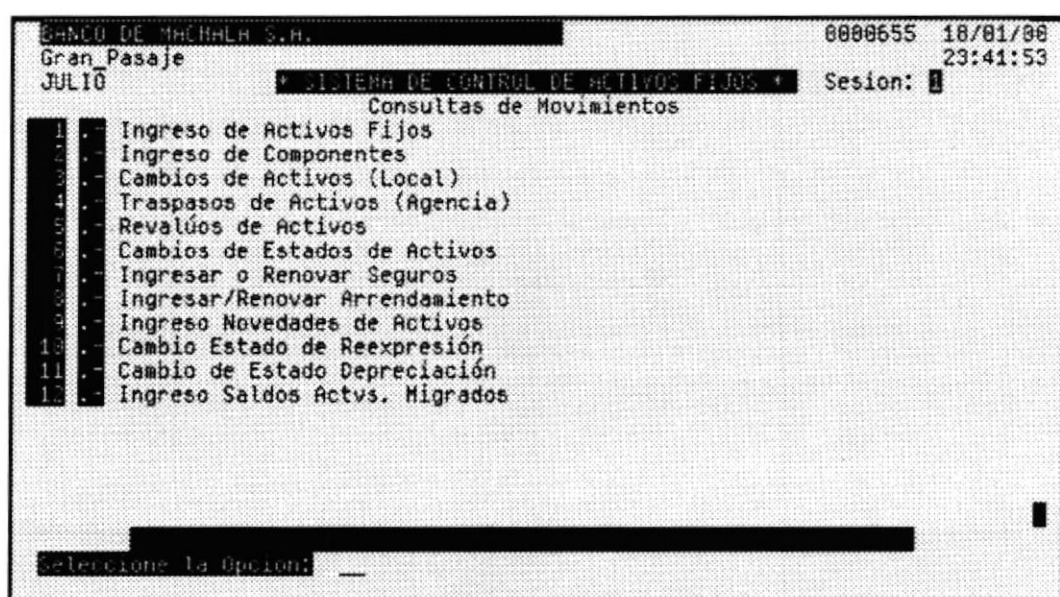 BANCO DE MACHALA S.A. 0000655 18/01/00
Gran_Pasaje 23:41:53
JULIO * SISTEMA DE CONTROL DE ACTIVOS FIJOS * Sesion: 1
Consultas de Movimientos
1 .- Ingreso de Activos Fijos
2 .- Ingreso de Componentes
3 .- Cambios de Activos (Local)
4 .- Traspasos de Activos (Agencia)
5 .- Revalúos de Activos
6 .- Cambios de Estados de Activos
7 .- Ingresar o Renovar Seguros
8 .- Ingresar/Renovar Arrendamiento
9 .- Ingreso Novedades de Activos
10 .- Cambio Estado de Reexpresión
11 .- Cambio de Estado Depreciación
12 .- Ingreso Saldos Actvs. Migrados
Seleccione la Opcion: __